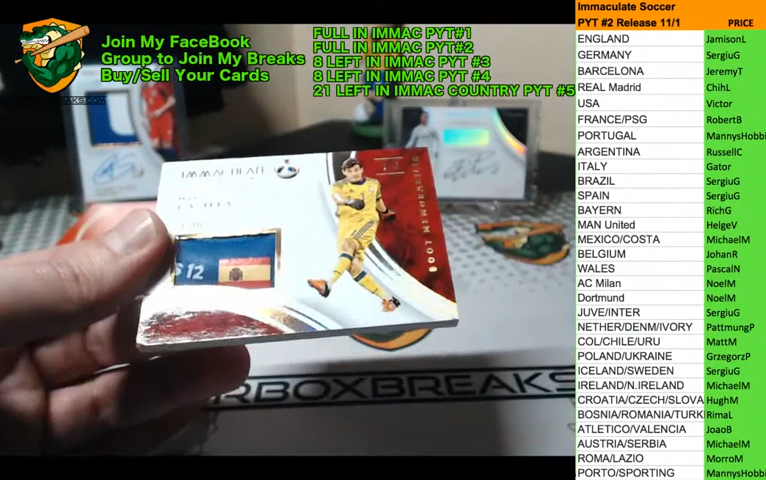 Join My FaceBook
Group to Join My Breaks
Buy/Sell Your Cards
FULL IN IMMAC PYT#1
FULL IN IMMAC PYT#2
8 LEFT IN IMMAC PYT #3
8 LEFT IN IMMAC PYT #4
21 LEFT IN IMMAC COUNTRY PYT #5
IMMACULATE
BOOT MEMORABILIA
S 12
RBOXBREAKS
Immaculate Soccer
PYT #2 Release 11/1 PRICE
ENGLAND JamisonL
GERMANY SergiuG
BARCELONA JeremyT
REAL Madrid ChihL
USA Victor
FRANCE/PSG RobertB
PORTUGAL MannysHobbi
ARGENTINA RussellC
ITALY Gator
BRAZIL SergiuG
SPAIN SergiuG
BAYERN RichG
MAN United HelgeV
MEXICO/COSTA MichaelM
BELGIUM JohanR
WALES PascalN
AC Milan NoelM
Dortmund NoelM
JUVE/INTER SergiuG
NETHER/DENM/IVORY PattmungP
COL/CHILE/URU MattM
POLAND/UKRAINE GrzegorzP
ICELAND/SWEDEN SergiuG
IRELAND/N.IRELAND MichaelM
CROATIA/CZECH/SLOVA HughM
BOSNIA/ROMANIA/TURK RimaL
ATLETICO/VALENCIA JoaoB
AUSTRIA/SERBIA MichaelM
ROMA/LAZIO MorroM
PORTO/SPORTING MannysHobbi